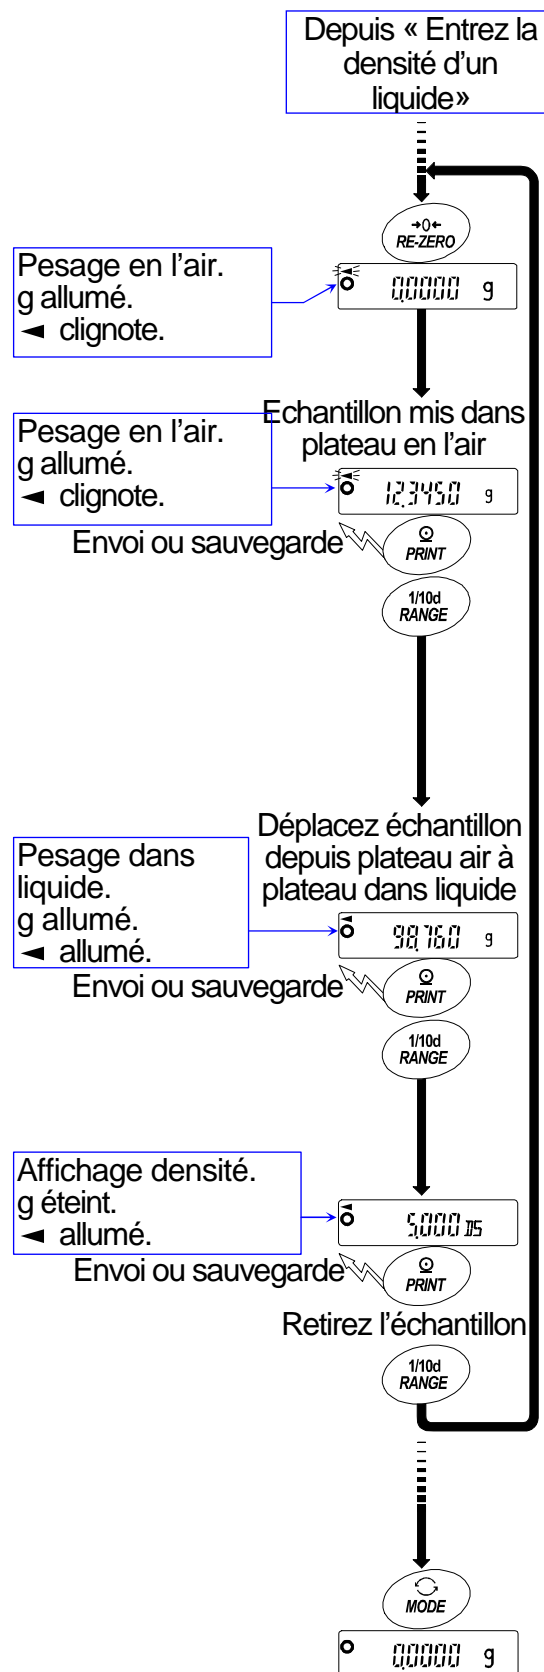 Depuis « Entrez la
densité d’un
liquide»
→0←
RE-ZERO
Pesage en l’air.
g allumé.
◄ clignote.
0.0000 g
Echantillon mis dans
plateau en l’air
Pesage en l’air.
g allumé.
◄ clignote.
12.3450 g
Envoi ou sauvegarde
PRINT
1/10d
RANGE
Déplacez échantillon
depuis plateau air à
plateau dans liquide
Pesage dans
liquide.
g allumé.
◄ allumé.
98.760 g
Envoi ou sauvegarde
PRINT
1/10d
RANGE
Affichage densité.
g éteint.
◄ allumé.
5.000 DS
Envoi ou sauvegarde
PRINT
Retirez l’échantillon
1/10d
RANGE
MODE
0.0000 g